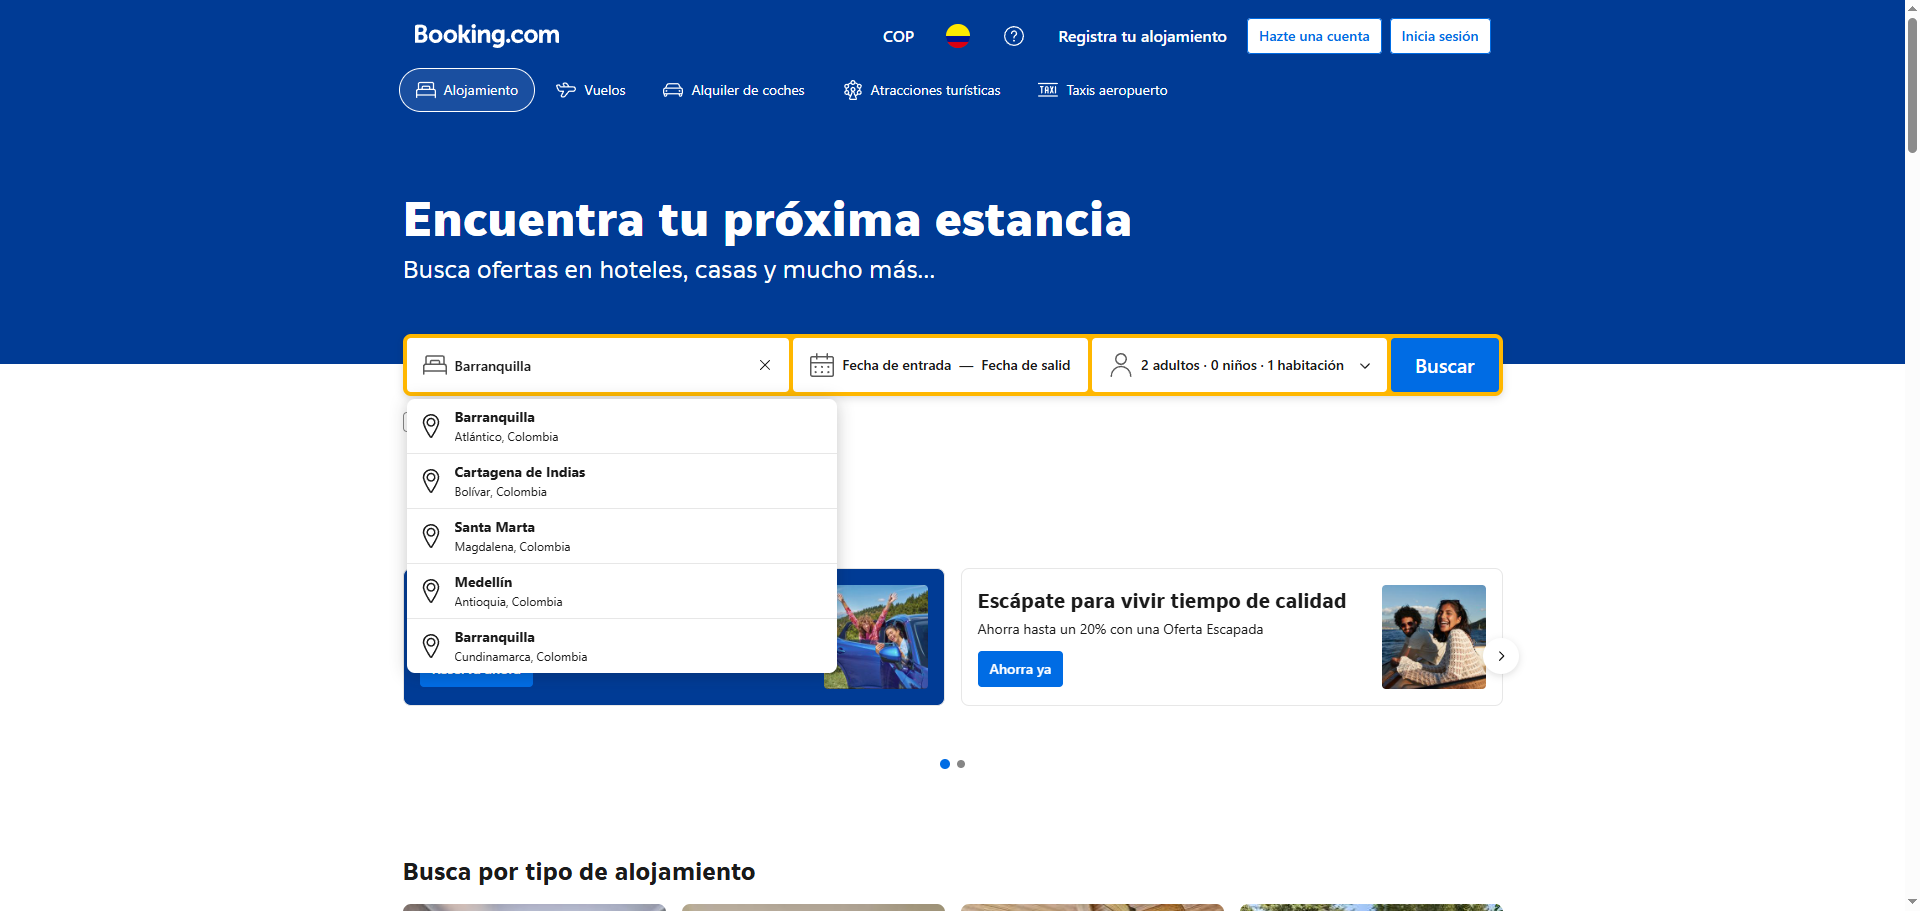 Booking.com
COP
Registra tu alojamiento
Hazte una cuenta
Inicia sesión
Alojamiento
Vuelos
Alquiler de coches
Atracciones turísticas
TAXI
Taxis aeropuerto
Encuentra tu próxima estancia
Busca ofertas en hoteles, casas y mucho más...
Barranquilla
Fecha de entrada — Fecha de salid
2 adultos · 0 niños · 1 habitación
Buscar
Barranquilla
Atlántico, Colombia
Cartagena de Indias
Bolívar, Colombia
Santa Marta
Magdalena, Colombia
Medellín
Antioquia, Colombia
Barranquilla
Cundinamarca, Colombia
Escápate para vivir tiempo de calidad
Ahorra hasta un 20% con una Oferta Escapada
Ahorra ya
Busca por tipo de alojamiento